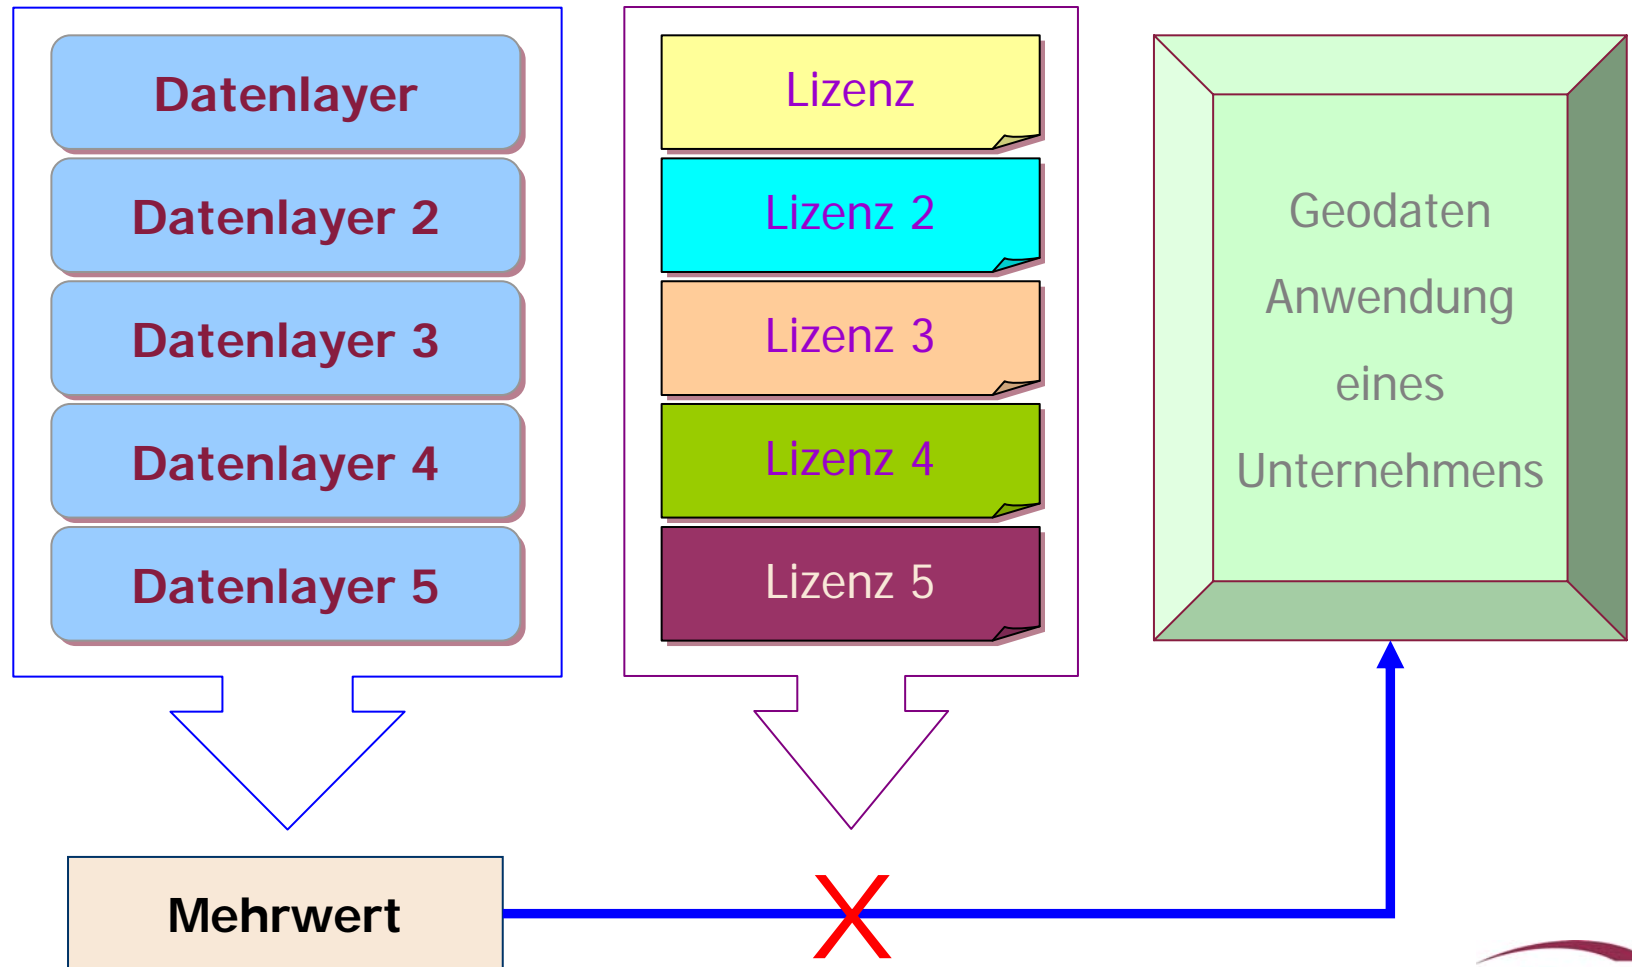 Datenlayer
Datenlayer 2
Datenlayer 3
Datenlayer 4
Datenlayer 5
Mehrwert
Lizenz
Lizenz 2
Lizenz 3
Lizenz 4
Lizenz 5
X
Geodaten
Anwendung
eines
Unternehmens